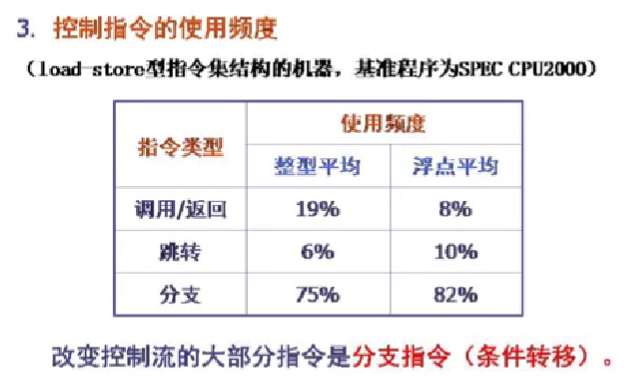 3. 控制指令的使用频度
（load-store型指令集结构的机器，基准程序为SPEC CPU2000）
指令类型 使用频度
整型平均 浮点平均
调用/返回 19% 8%
跳转 6% 10%
分支 75% 82%
改变控制流的大部分指令是分支指令（条件转移）。